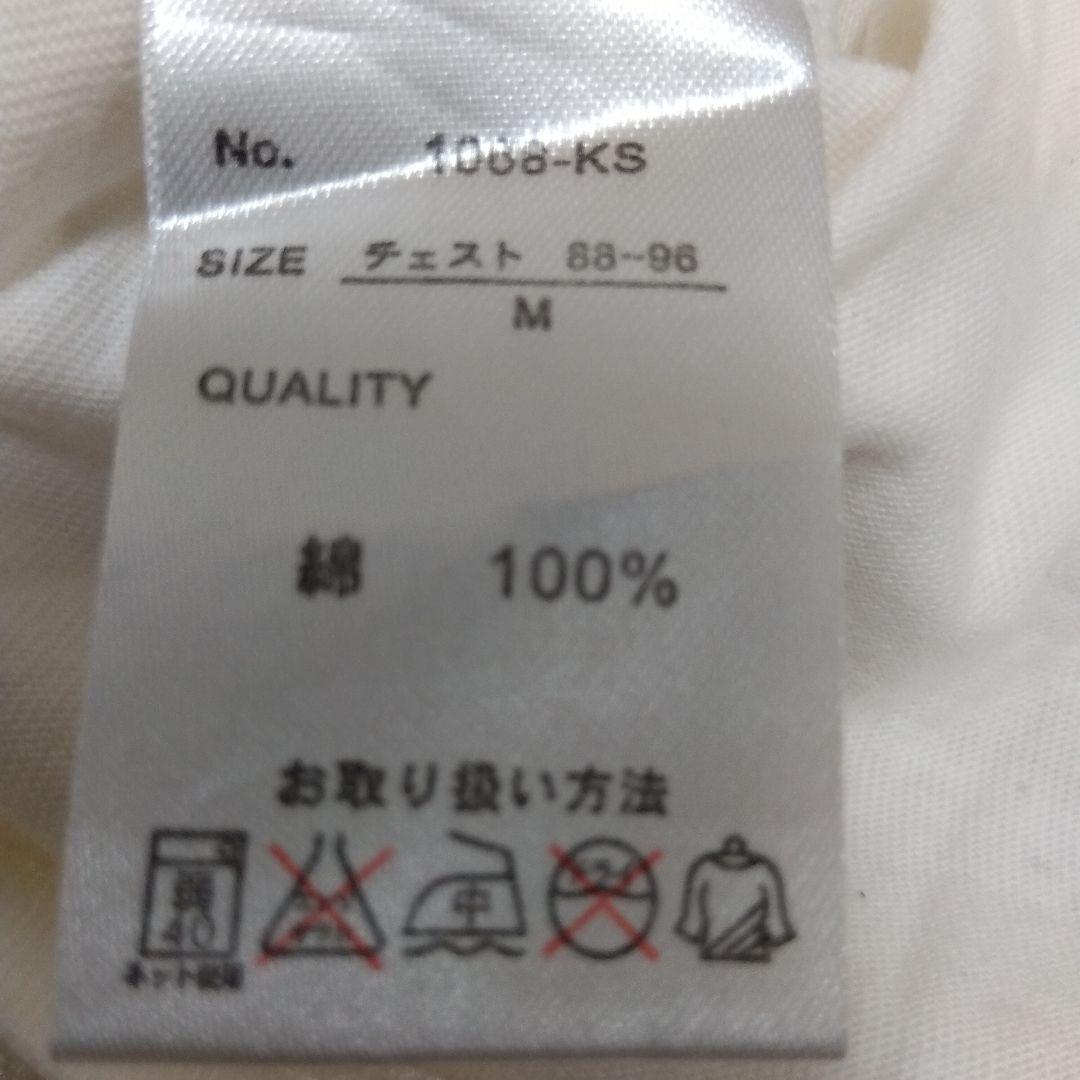 No. 1068-KS
SIZE チェスト 88-96
M
QUALITY
綿 100%
お取り扱い方法
弱 中
40
ネット使用